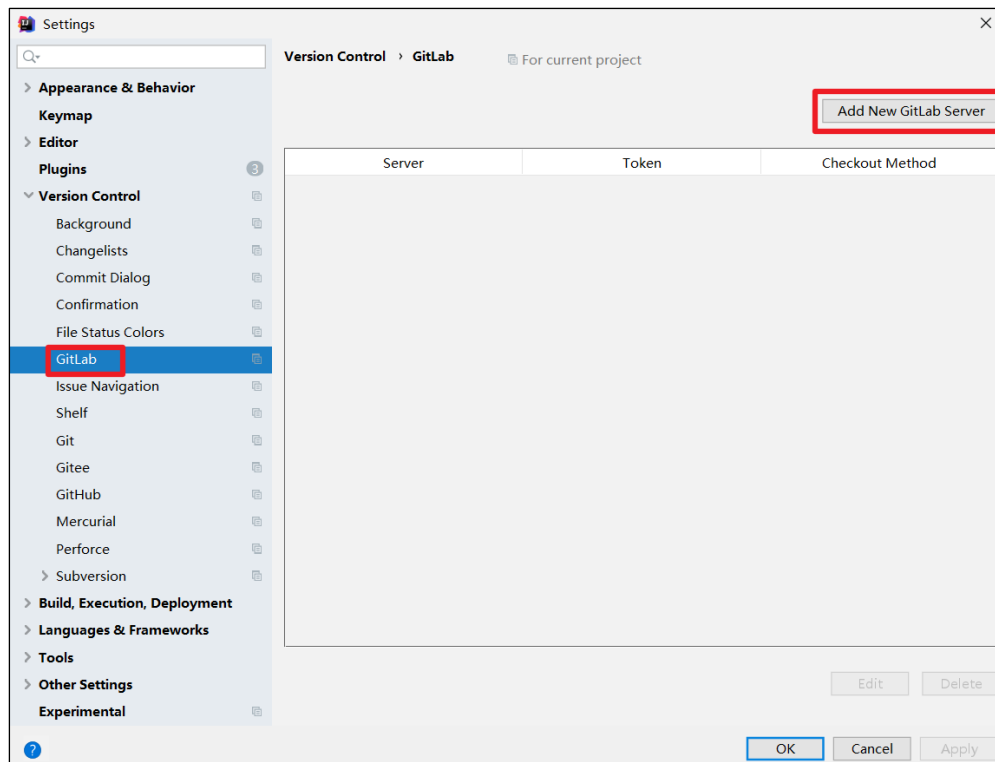 Settings
Version Control › GitLab
For current project
Appearance & Behavior
Keymap
Editor
Plugins
3
Version Control
Background
Changelists
Commit Dialog
Confirmation
File Status Colors
GitLab
Issue Navigation
Shelf
Git
Gitee
GitHub
Mercurial
Perforce
Subversion
Build, Execution, Deployment
Languages & Frameworks
Tools
Other Settings
Experimental
Add New GitLab Server
Server Token Checkout Method
Edit Delete
? OK Cancel Apply